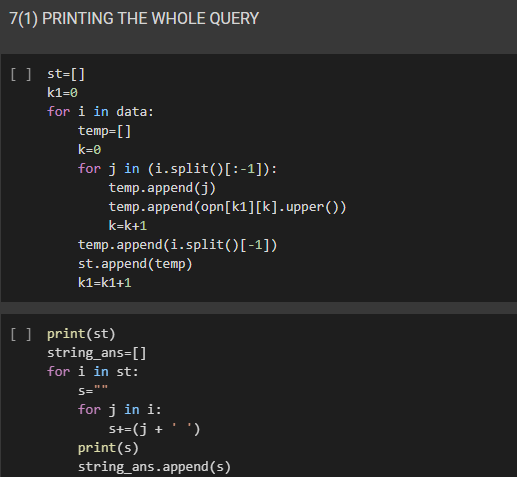 7(1) PRINTING THE WHOLE QUERY
[ ] st=[]
k1=0
for i in data:
temp=[]
k=0
for j in (i.split()[:-1]):
temp.append(j)
temp.append(opn[k1][k].upper())
k=k+1
temp.append(i.split()[-1])
st.append(temp)
k1=k1+1
[ ] print(st)
string_ans=[]
for i in st:
s=""
for j in i:
s+=(j + ' ')
print(s)
string_ans.append(s)